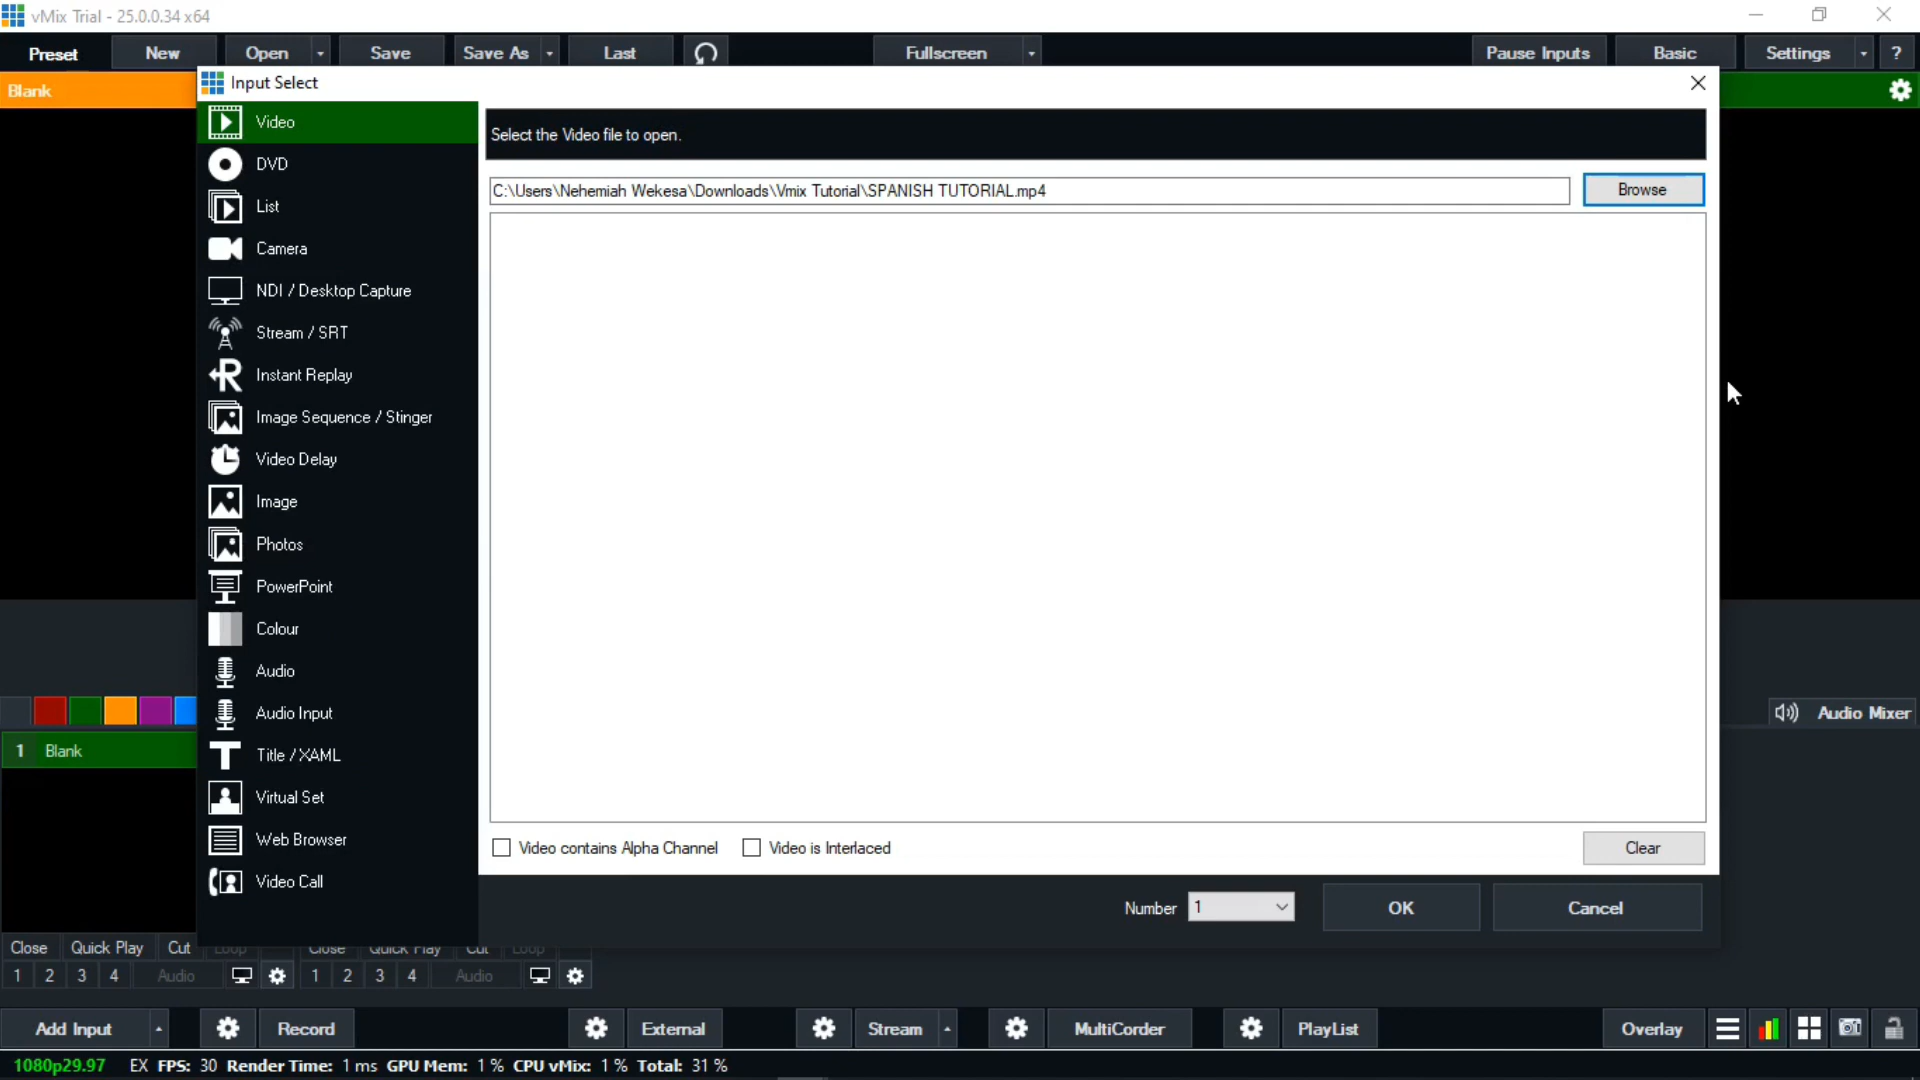 vMix Trial - 25.0.0.34 x64
Preset New Open Save Save As Last Fullscreen Pause Inputs Basic Settings ?
Blank
Input Select
Video
DVD
List
Camera
NDI / Desktop Capture
Stream / SRT
Instant Replay
Image Sequence / Stinger
Video Delay
Image
Photos
PowerPoint
Colour
Audio
Audio Input
Title / XAML
Virtual Set
Web Browser
Video Call
Select the Video file to open.
C:\Users\Nehemiah Wekesa\Downloads\Vmix Tutorial\SPANISH TUTORIAL.mp4
Browse
Video contains Alpha Channel Video is Interlaced Clear
Number 1 OK Cancel
Audio Mixer
1 Blank
Close Quick Play Cut Loop Close Quick Play Cut Loop
1 2 3 4 Audio 1 2 3 4 Audio
Add Input Record External Stream MultiCorder PlayList Overlay
1080p29.97 EX FPS: 30 Render Time: 1 ms GPU Mem: 1 % CPU vMix: 1 % Total: 31 %